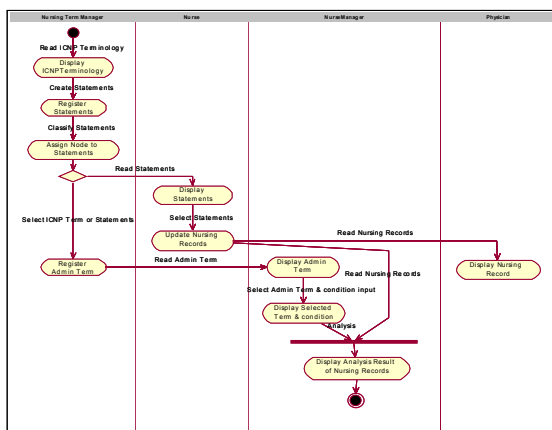 Nursing Term Manager
Nurse
NurseManager
Physician
Read ICNP Terminology
Display
ICNPTerminology
Create Statements
Register
Statements
Classify Statements
Assign Node to
Statements
Read Statements
Display
Statements
Select ICNP Term or Statements
Select Statements
Update Nursing
Records
Read Nursing Records
Register
Admin Term
Read Admin Term
Display Admin
Term
Read Nursing Records
Display Nursing
Record
Select Admin Term & condition input
Display Selected
Term & condition
Analysis
Display Analysis Result
of Nursing Records